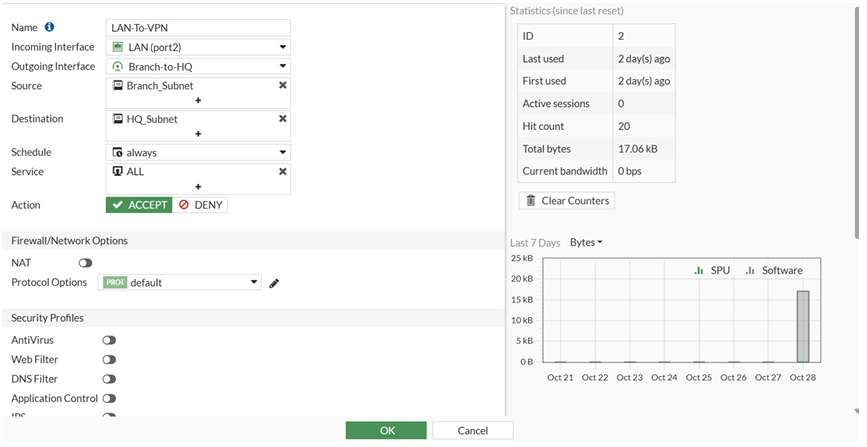 Name LAN-To-VPN
Incoming Interface LAN (port2)
Outgoing Interface Branch-to-HQ
Source Branch_Subnet
+
Destination HQ_Subnet
+
Schedule always
Service ALL
+
Action ACCEPT DENY
Firewall/Network Options
NAT
Protocol Options PROT default
Security Profiles
AntiVirus
Web Filter
DNS Filter
Application Control
IPS
Statistics (since last reset)
ID 2
Last used 2 day(s) ago
First used 2 day(s) ago
Active sessions 0
Hit count 20
Total bytes 17.06 kB
Current bandwidth 0 bps
Clear Counters
Last 7 Days Bytes
SPU Software
25 kB
20 kB
15 kB
10 kB
5 kB
0 B
Oct 21 Oct 22 Oct 23 Oct 24 Oct 25 Oct 26 Oct 27 Oct 28
OK Cancel